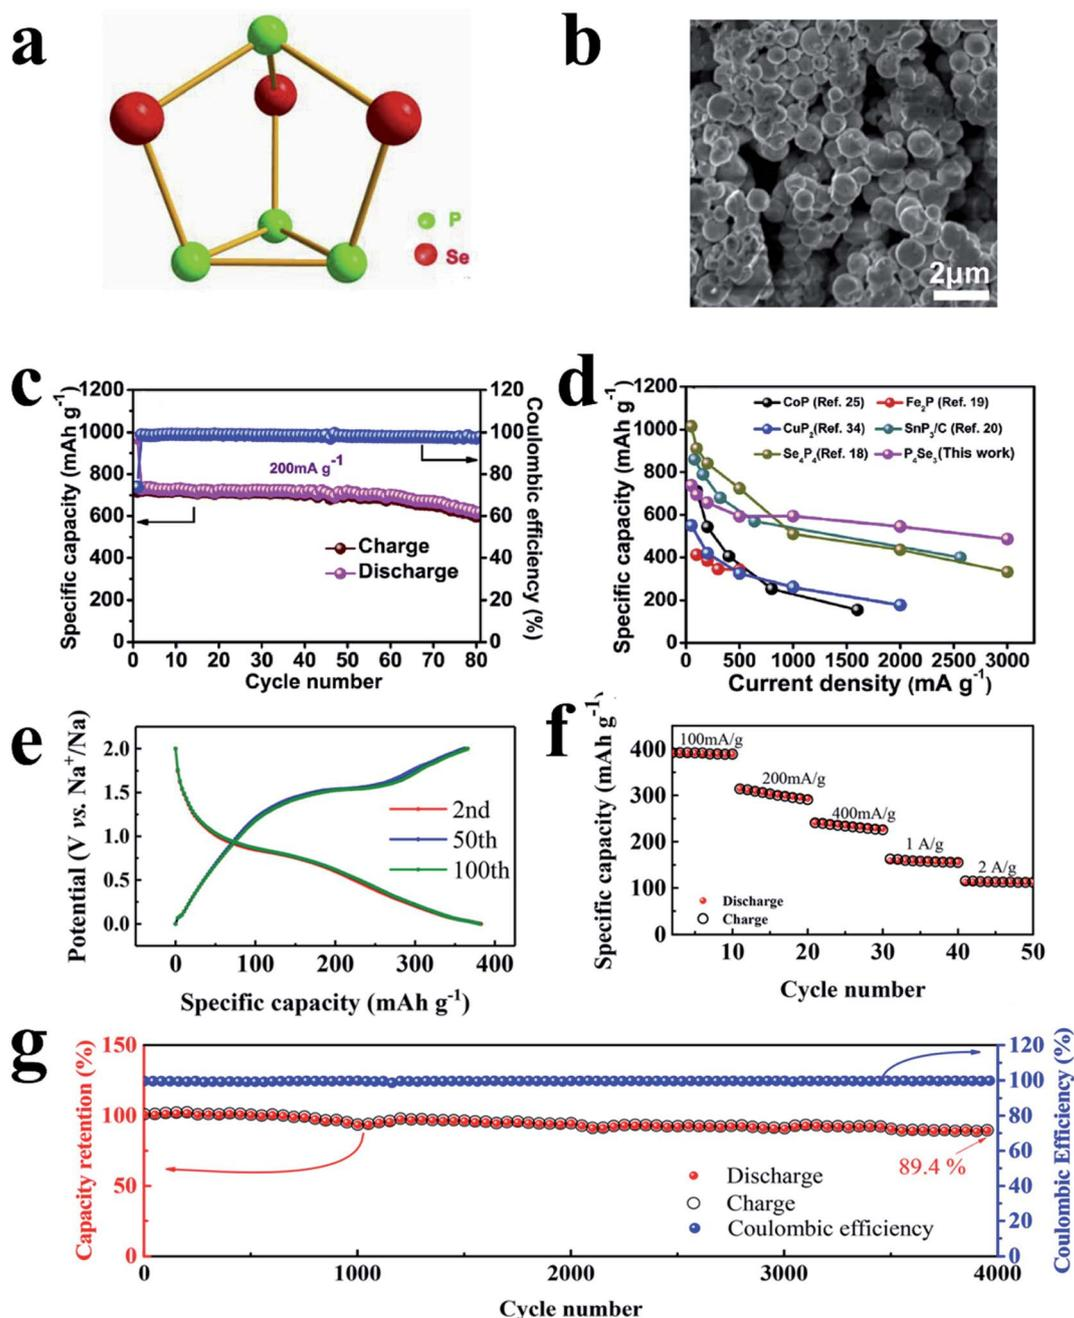 a
P
Se
b
2μm
c
Specific capacity (mAh g⁻¹)
1200
1000
800
600
400
200
0
120
100
80
60
40
20
0
Coulombic efficiency (%)
200mA g⁻¹
Charge
Discharge
0 10 20 30 40 50 60 70 80
Cycle number
d
Specific capacity (mAh g⁻¹)
1200
1000
800
600
400
200
0
CoP (Ref. 25) Fe₂P (Ref. 19)
CuP₂(Ref. 34) SnP₃/C (Ref. 20)
Se₄P₄(Ref. 18) P₄Se₃(This work)
0 500 1000 1500 2000 2500 3000
Current density (mA g⁻¹)
e
Potential (V vs. Na⁺/Na)
2.0
1.5
1.0
0.5
0.0
2nd
50th
100th
0 100 200 300 400
Specific capacity (mAh g⁻¹)
f
Specific capacity (mAh g⁻¹)
400
300
200
100
0
100mA/g
200mA/g
400mA/g
1 A/g
2 A/g
Discharge
Charge
10 20 30 40 50
Cycle number
g
Capacity retention (%)
150
100
50
0
120
100
80
60
40
20
0
Coulombic Efficiency (%)
89.4 %
Discharge
Charge
Coulombic efficiency
0 1000 2000 3000 4000
Cycle number